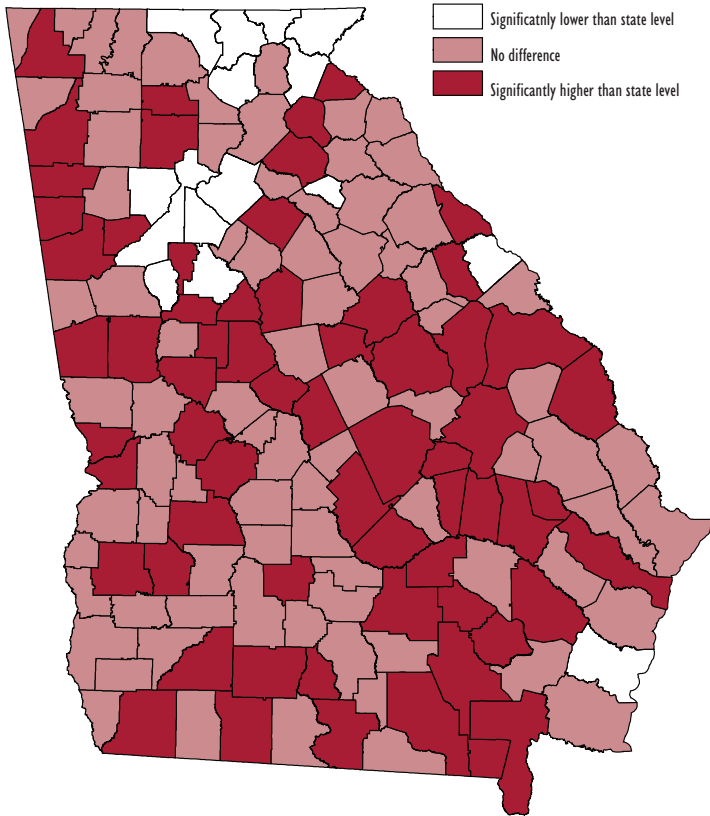 Significatnly lower than state level
No difference
Significantly higher than state level